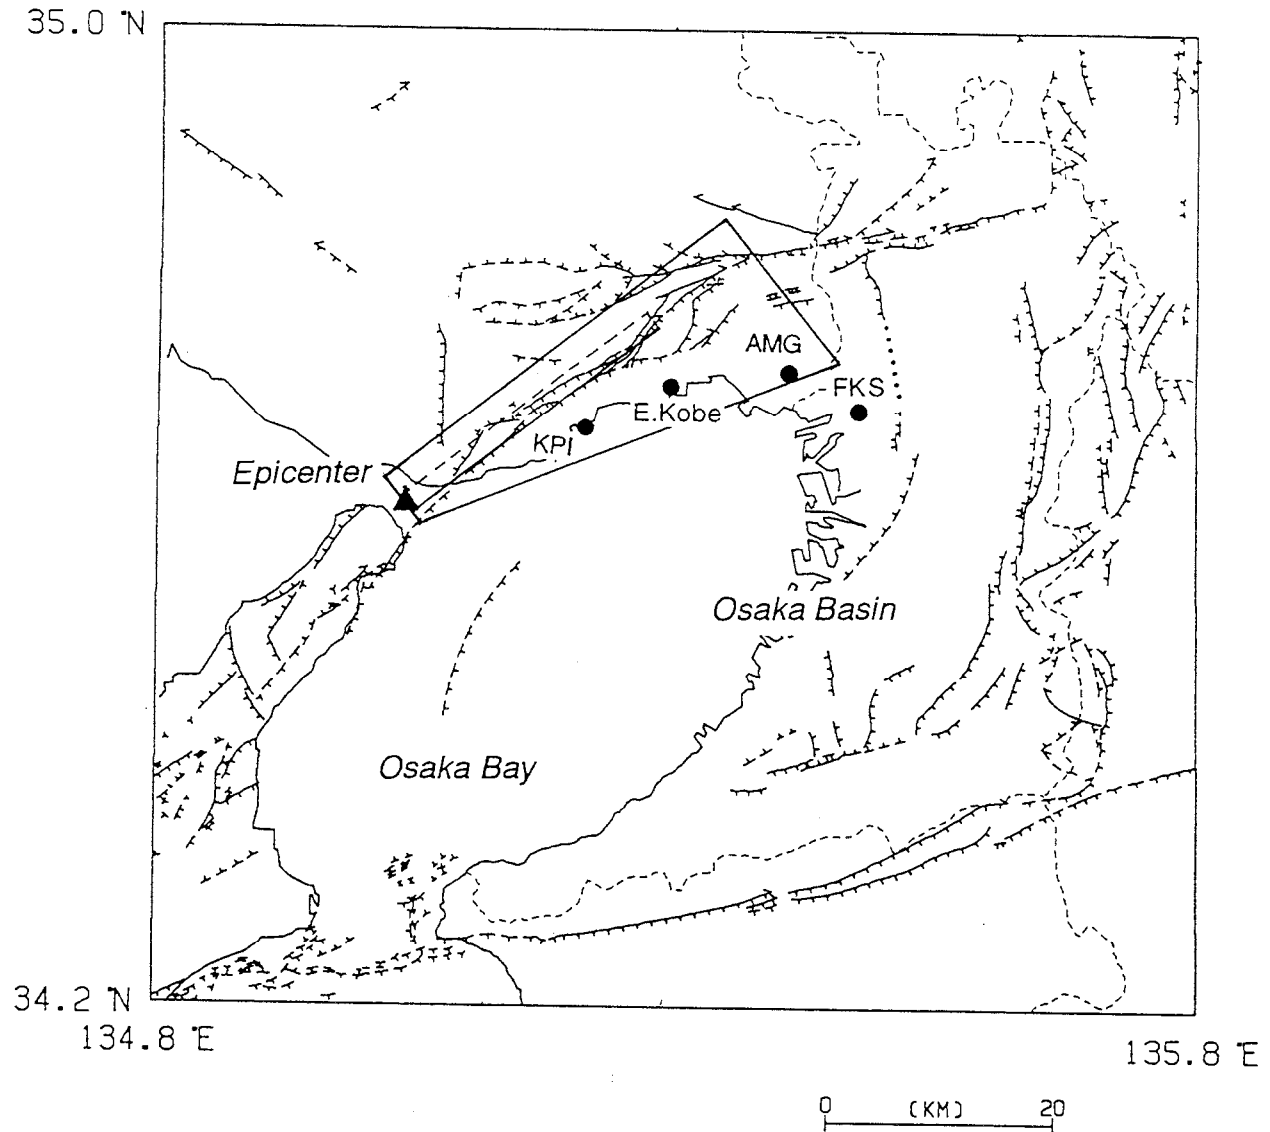 35.0 °N
AMG
FKS
E.Kobe
KPI
Epicenter
Osaka Basin
Osaka Bay
34.2 °N
134.8 °E
135.8 °E
0 (KM) 20